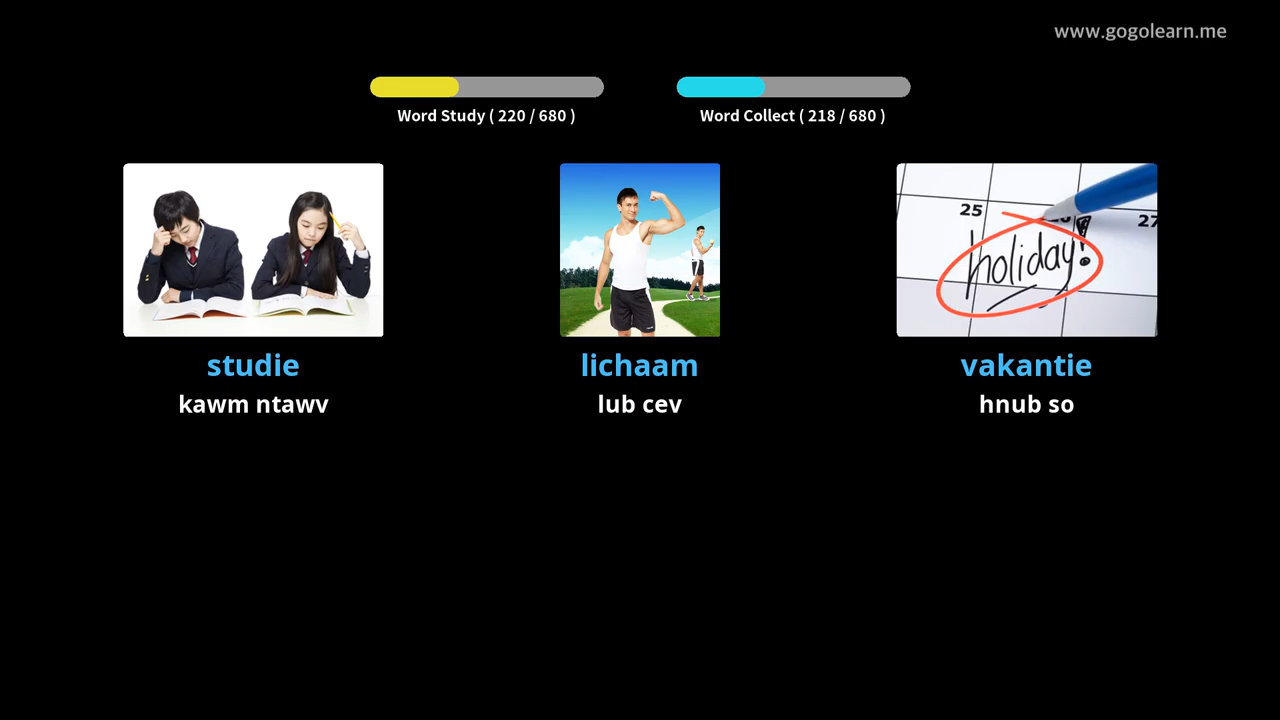 www.gogolearn.me
Word Study ( 220 / 680 )
Word Collect ( 218 / 680 )
25
27
holiday!
studie
lichaam
vakantie
kawm ntawv
lub cev
hnub so